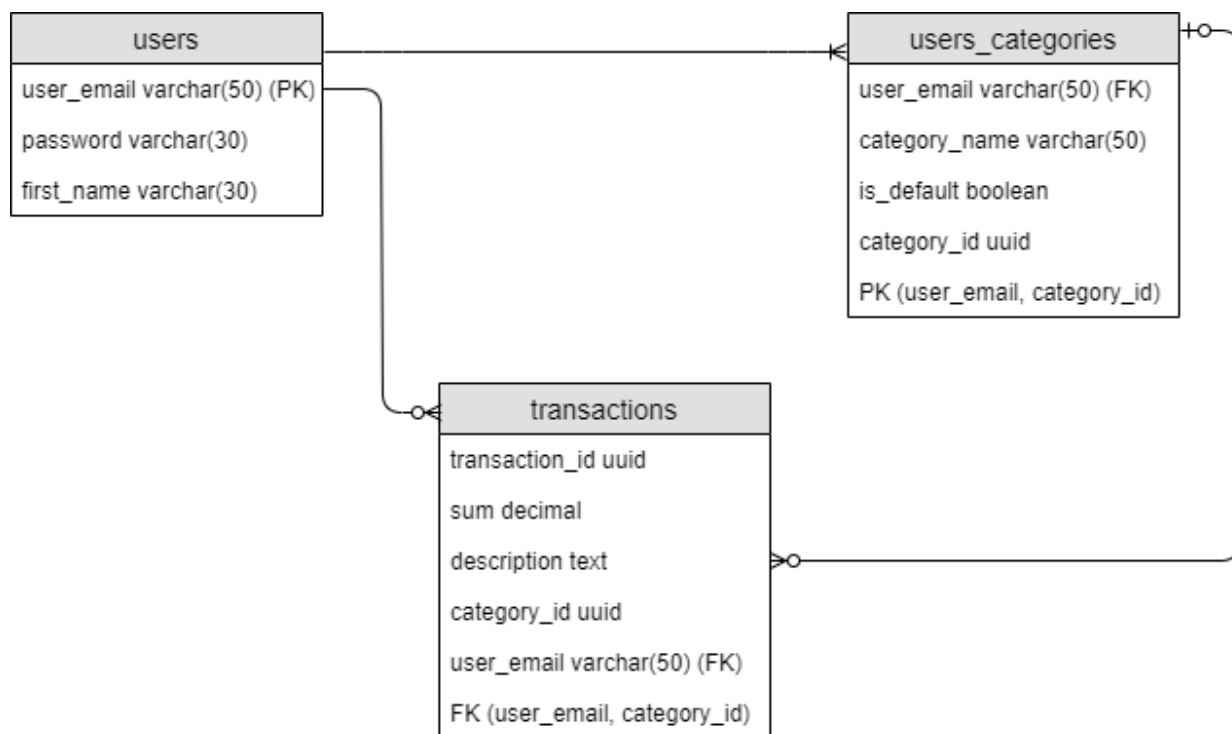 users
user_email varchar(50) (PK)
password varchar(30)
first_name varchar(30)
users_categories
user_email varchar(50) (FK)
category_name varchar(50)
is_default boolean
category_id uuid
PK (user_email, category_id)
transactions
transaction_id uuid
sum decimal
description text
category_id uuid
user_email varchar(50) (FK)
FK (user_email, category_id)